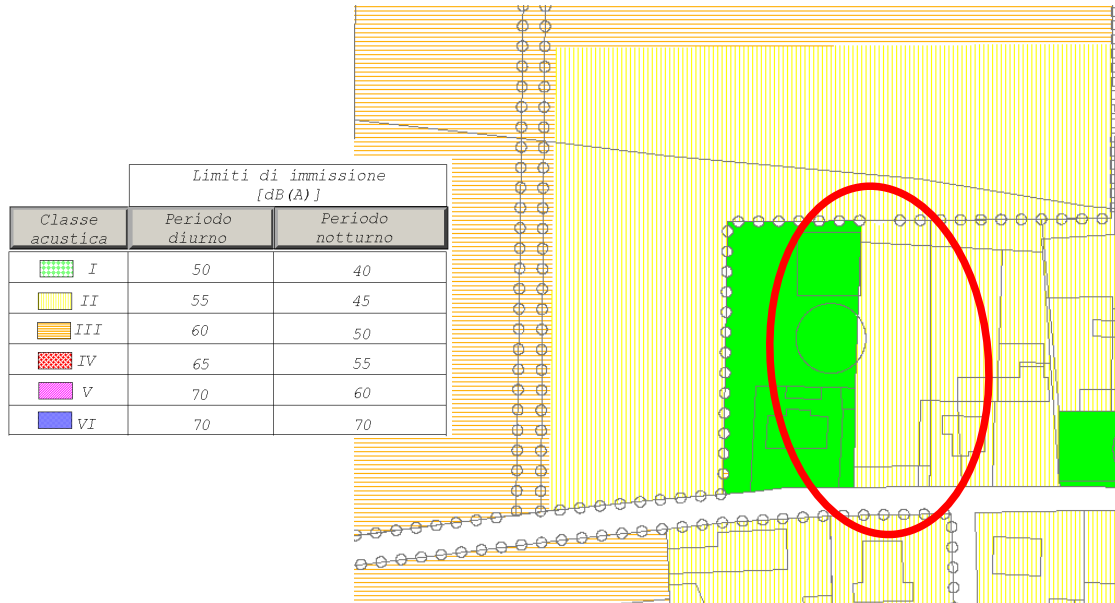 Limiti di immissione
[dB(A)]
Classe acustica Periodo diurno Periodo notturno
I 50 40
II 55 45
III 60 50
IV 65 55
V 70 60
VI 70 70